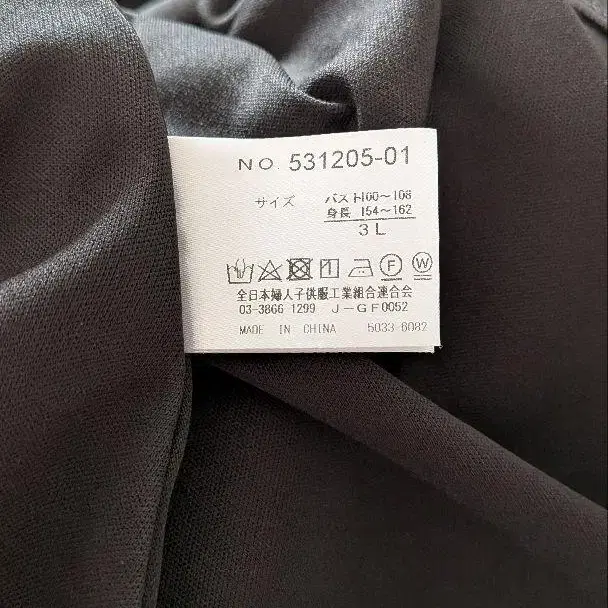 NO. 531205-01
サイズ バスト100～108
身長 154～162
3L
F W
全日本婦人子供服工業組合連合会
03-3866-1299 J-GF0052
MADE IN CHINA 5033-6082